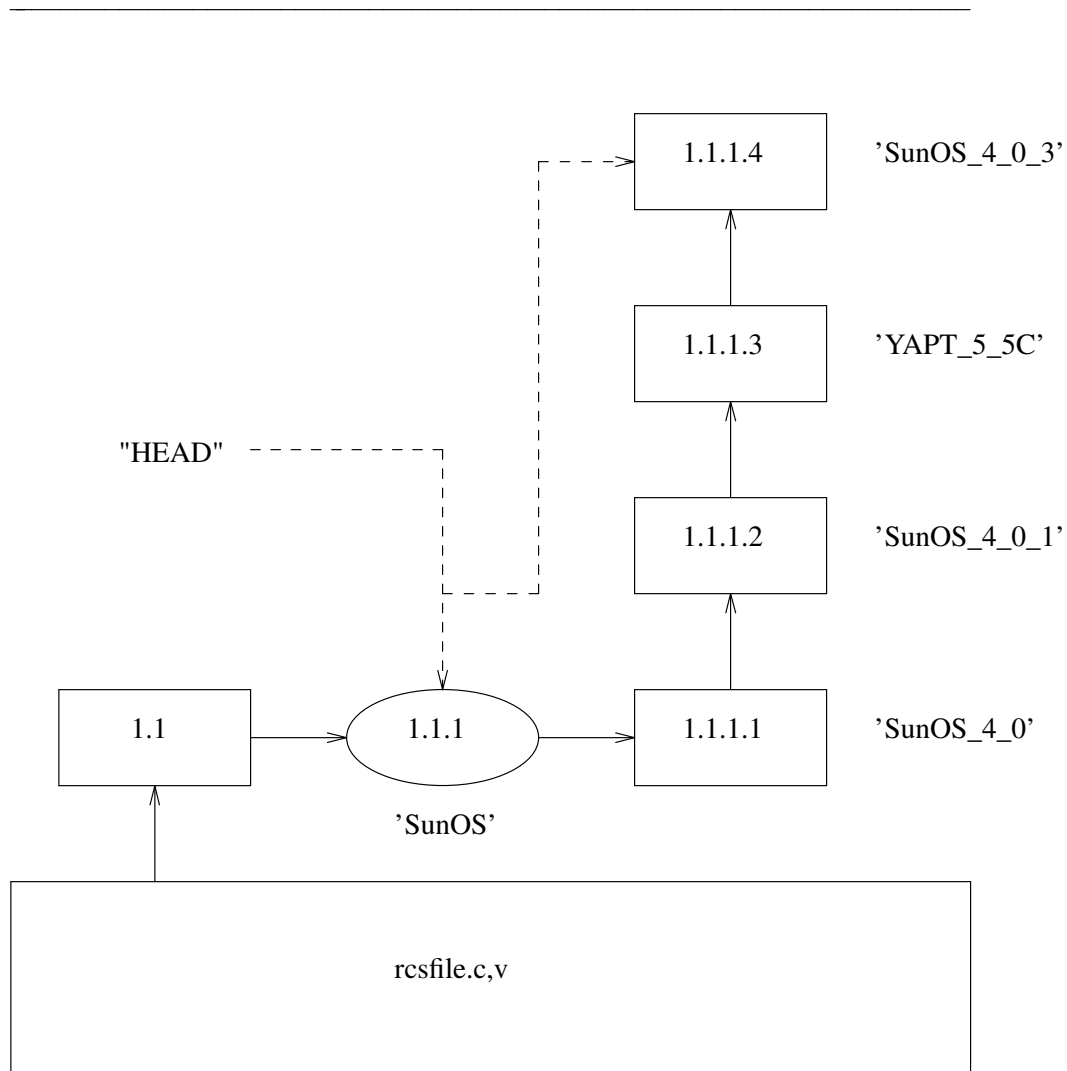 1.1.1.4 ’SunOS_4_0_3’
1.1.1.3 ’YAPT_5_5C’
"HEAD"
1.1.1.2 ’SunOS_4_0_1’
1.1 1.1.1 1.1.1.1 ’SunOS_4_0’
’SunOS’
rcsfile.c,v